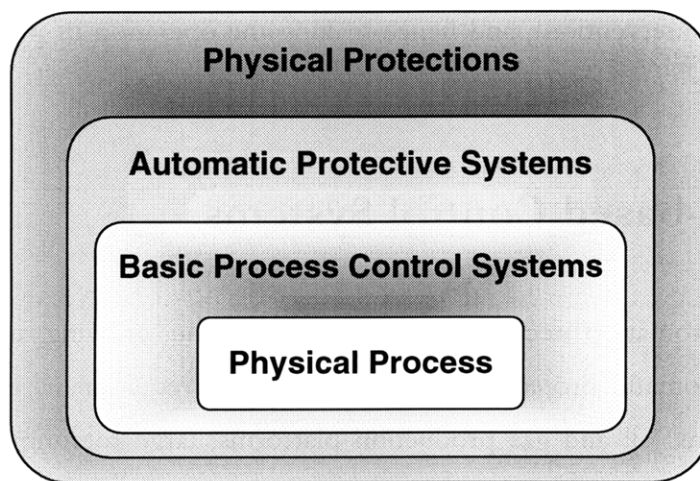 Physical Protections
Automatic Protective Systems
Basic Process Control Systems
Physical Process